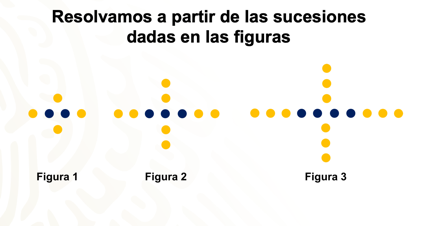 Resolvamos a partir de las sucesiones
dadas en las figuras
Figura 1
Figura 2
Figura 3